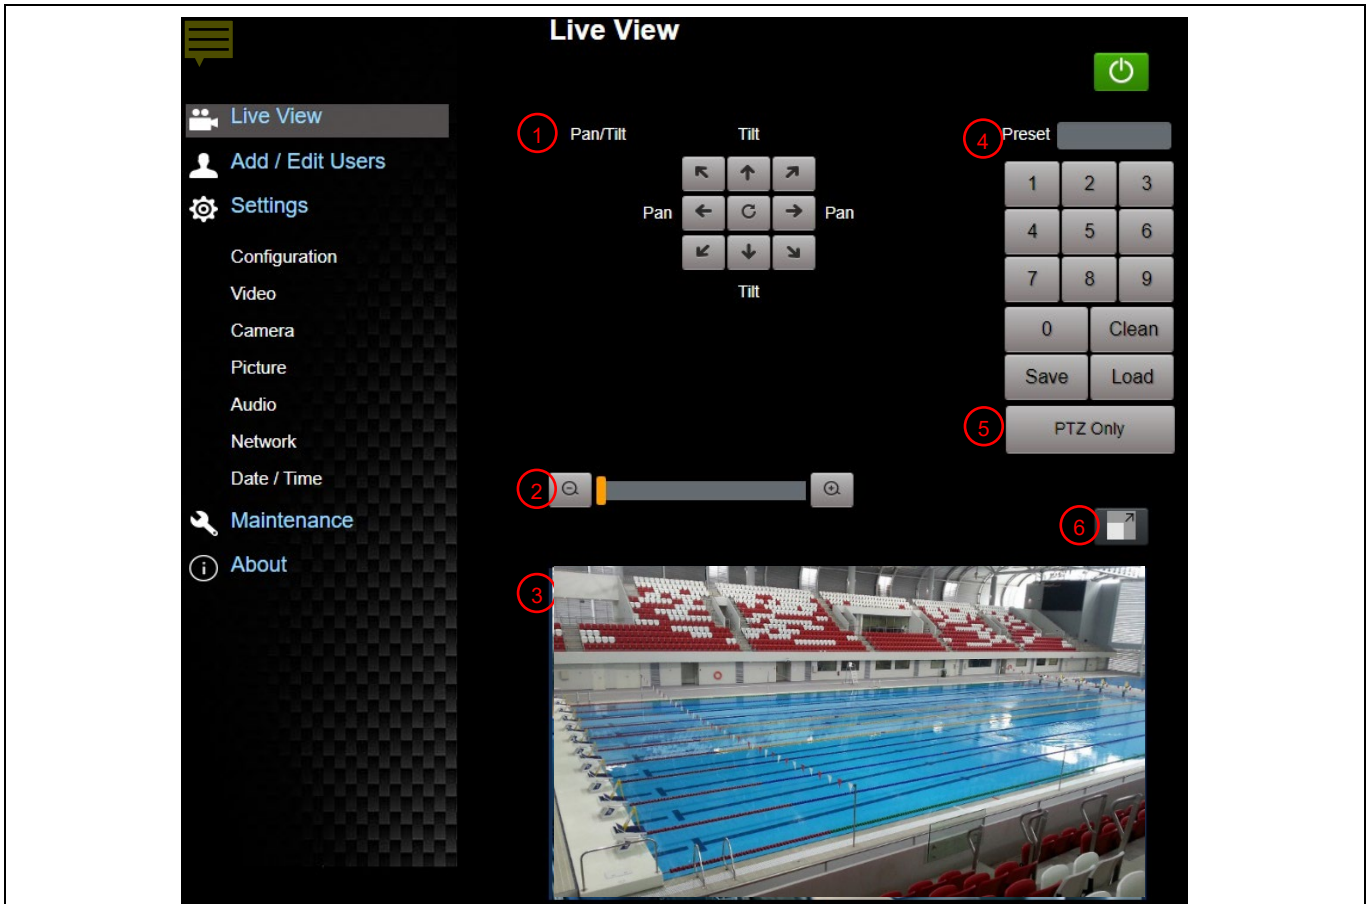 Live View
Live View
Add / Edit Users
Settings
Configuration
Video
Camera
Picture
Audio
Network
Date / Time
Maintenance
About
1 Pan/Tilt Tilt
Pan Pan
Tilt
4 Preset
1 2 3
4 5 6
7 8 9
0 Clean
Save Load
5 PTZ Only
2
6
3